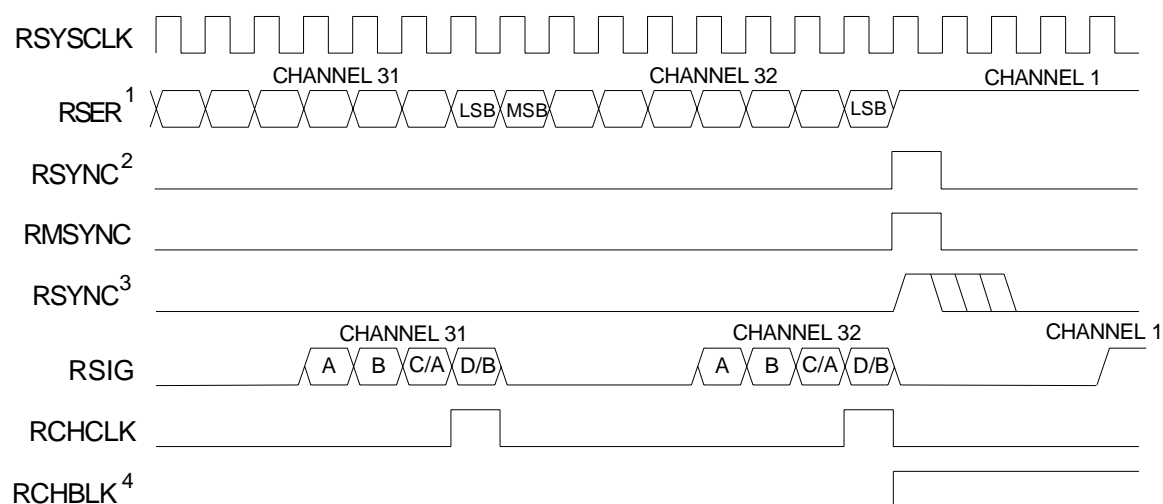 RSYSCLK
CHANNEL 31 CHANNEL 32 CHANNEL 1
RSER1 LSB MSB LSB
RSYNC2
RMSYNC
RSYNC3
CHANNEL 31 CHANNEL 32 CHANNEL 1
RSIG A B C/A D/B A B C/A D/B
RCHCLK
RCHBLK4